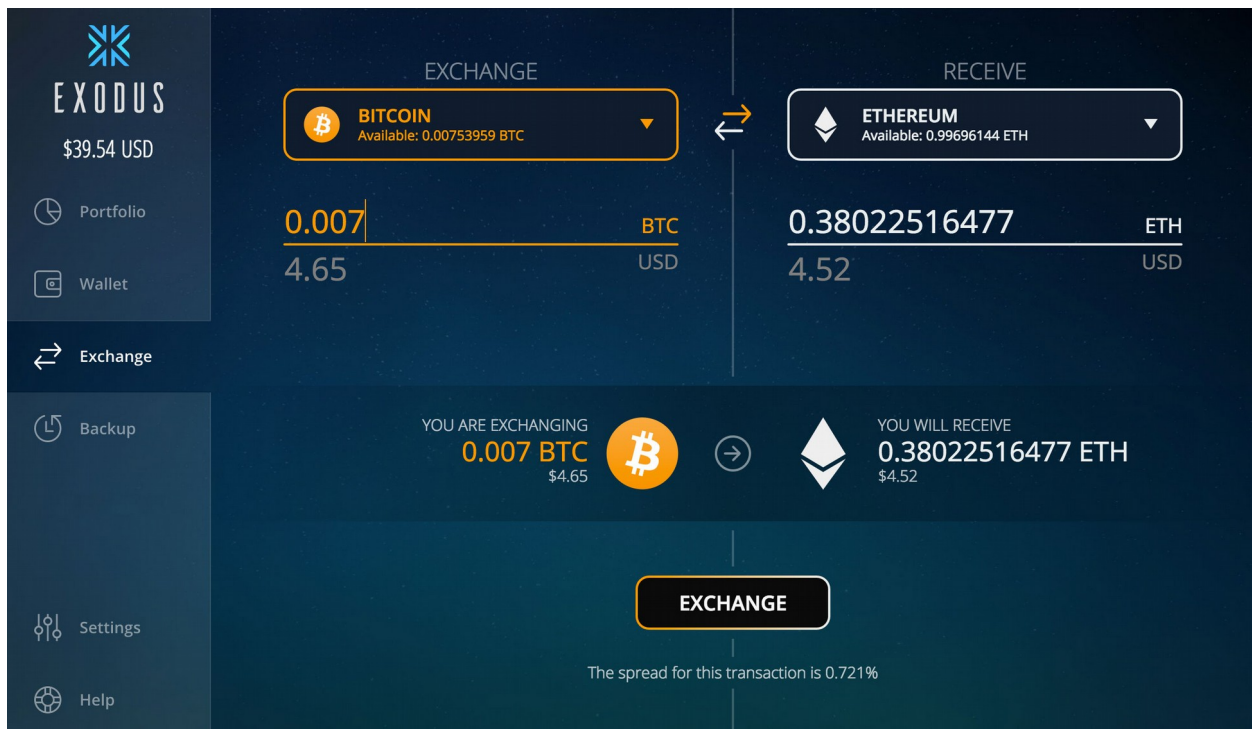 EXODUS
$39.54 USD
Portfolio
Wallet
Exchange
Backup
Settings
Help
EXCHANGE
BITCOIN
Available: 0.00753959 BTC
0.007 BTC
4.65 USD
RECEIVE
ETHEREUM
Available: 0.99696144 ETH
0.38022516477 ETH
4.52 USD
YOU ARE EXCHANGING
0.007 BTC
$4.65
YOU WILL RECEIVE
0.38022516477 ETH
$4.52
EXCHANGE
The spread for this transaction is 0.721%